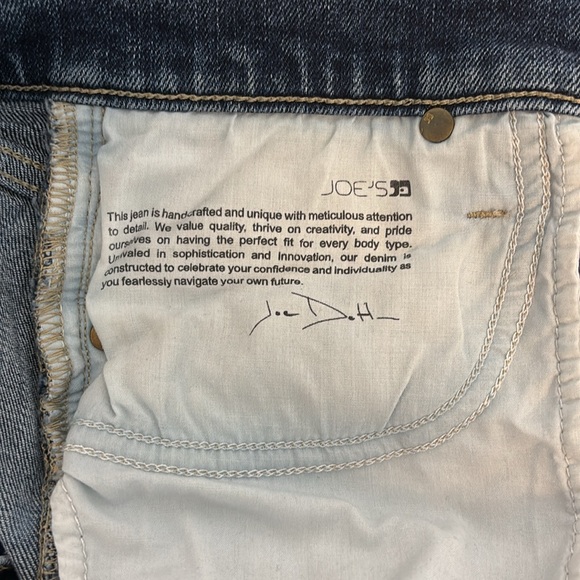 JOE'S
This jean is handcrafted and unique with meticulous attention
to detail. We value quality, thrive on creativity, and pride
ourselves on having the perfect fit for every body type.
Unrivaled in sophistication and innovation, our denim is
constructed to celebrate your confidence and individuality as
you fearlessly navigate your own future.
Joe Dahan